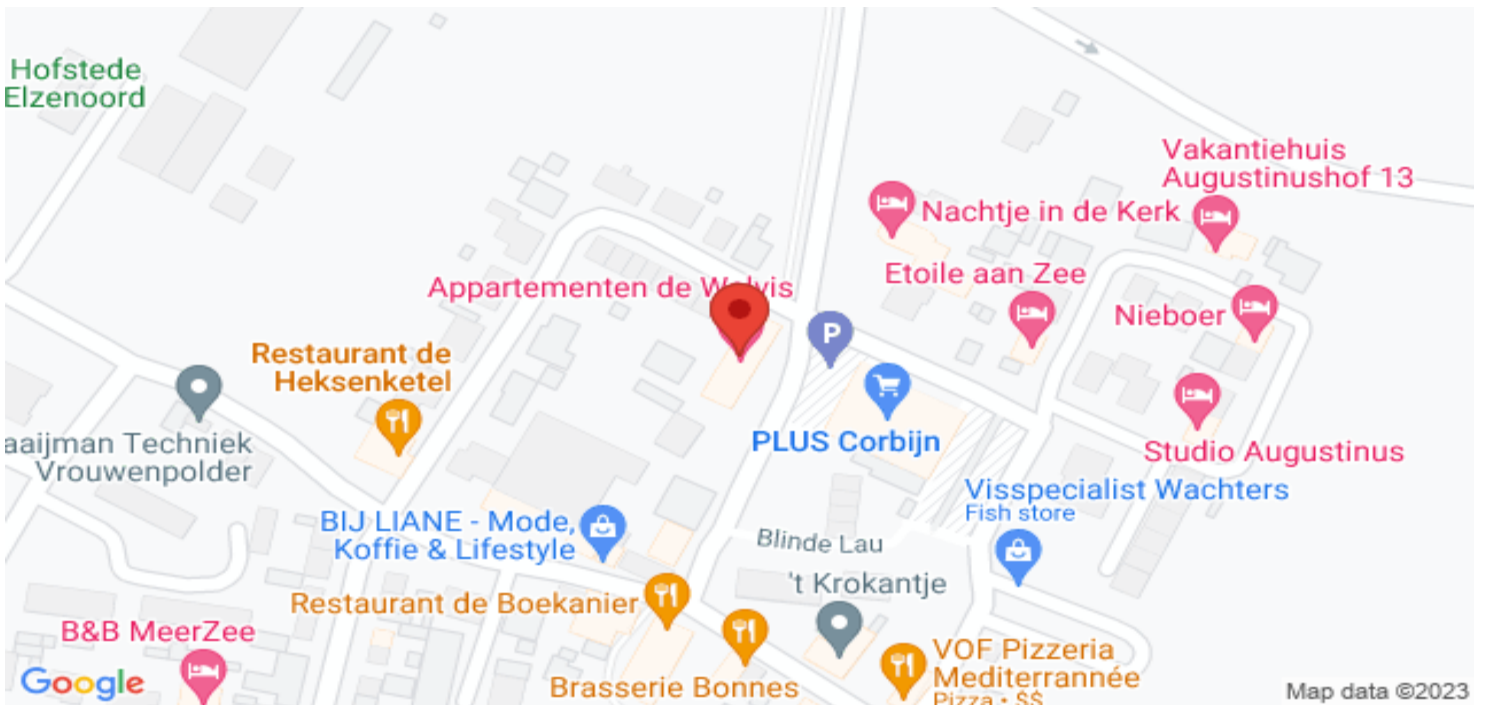 Hofstede
Elzenoord
Vakantiehuis
Augustinushof 13
Nachtje in de Kerk
Etoile aan Zee
Appartementen de Walvis
Nieboer
P
Restaurant de
Heksenketel
aaijman Techniek
Vrouwenpolder
PLUS Corbijn
Studio Augustinus
Visspecialist Wachters
Fish store
BIJ LIANE - Mode,
Koffie & Lifestyle
Blinde Lau
't Krokantje
Restaurant de Boekanier
B&B MeerZee
VOF Pizzeria
Mediterrannée
Pizza • $$
Brasserie Bonnes
Google
Map data ©2023